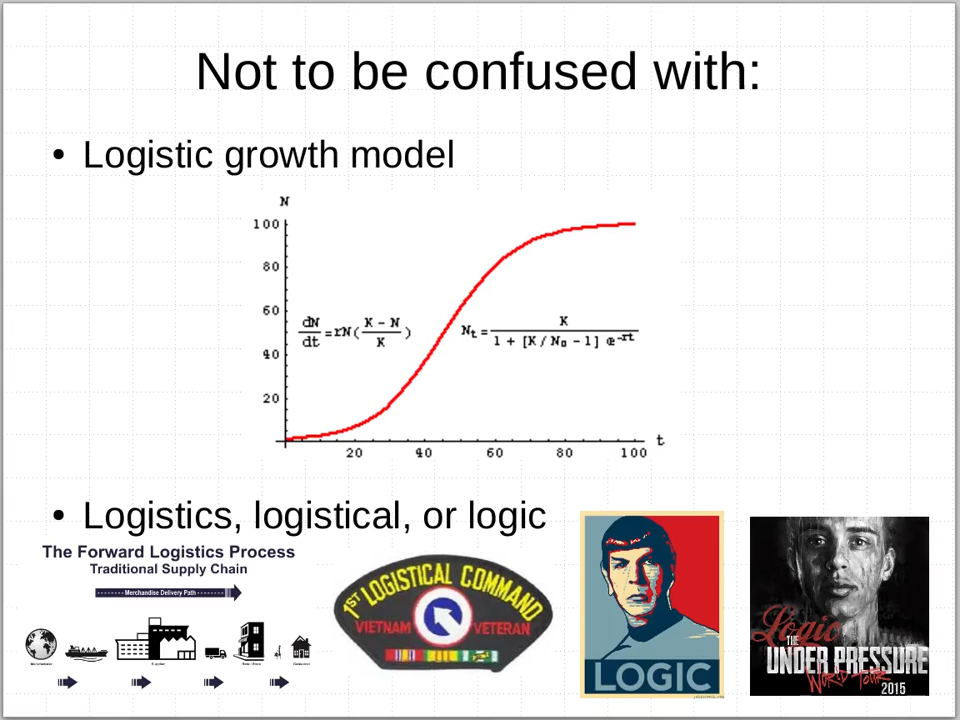 Not to be confused with:
• Logistic growth model
N
100
80
60
40
20
dN/dt=rN(K-N/K)
Nt=K/1+[K/N0-1]e^-rt
t
20 40 60 80 100
• Logistics, logistical, or logic
The Forward Logistics Process
Traditional Supply Chain
Merchandise Delivery Path
1ST LOGISTICAL COMMAND
VIETNAM VETERAN
LOGIC
Logic
THE
UNDER PRESSURE
WORLD TOUR
2015